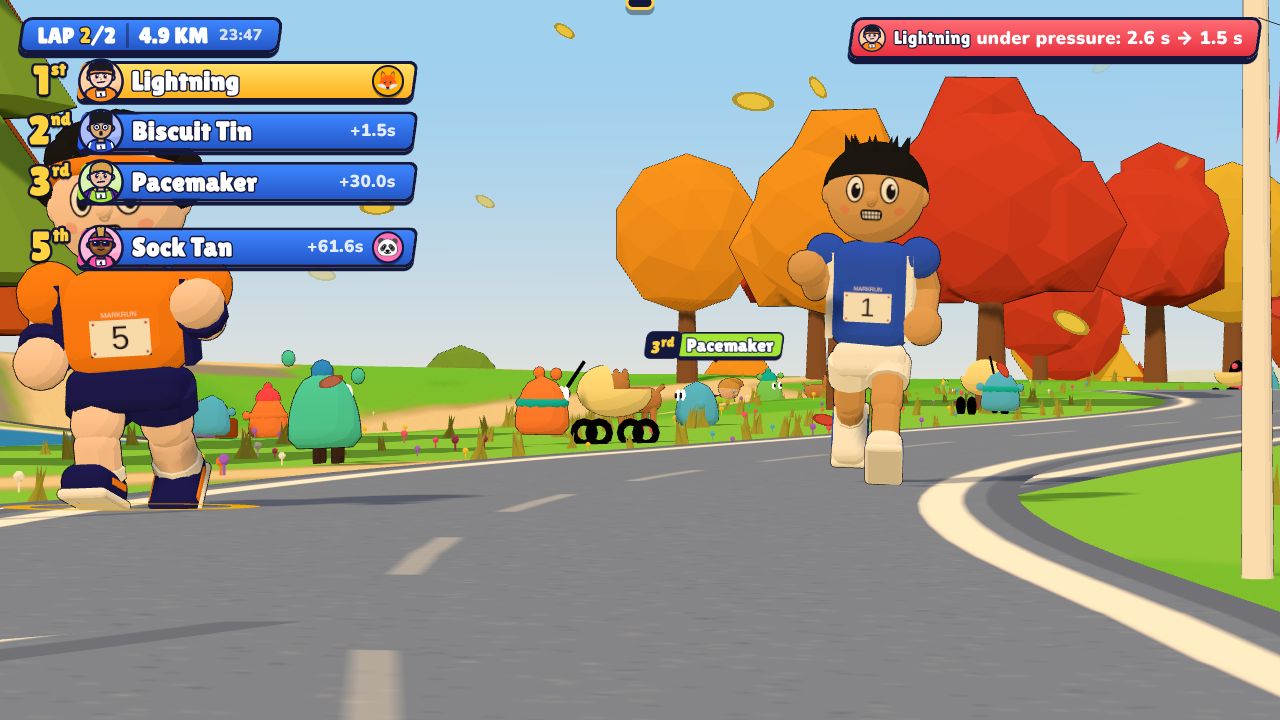 LAP 2/2 4.9 KM 23:47
Lightning under pressure: 2.6 s → 1.5 s
1st Lightning
2nd Biscuit Tin +1.5s
3rd Pacemaker +30.0s
5th Sock Tan +61.6s
MARKRUN
5
MARKRUN
1
3rd Pacemaker